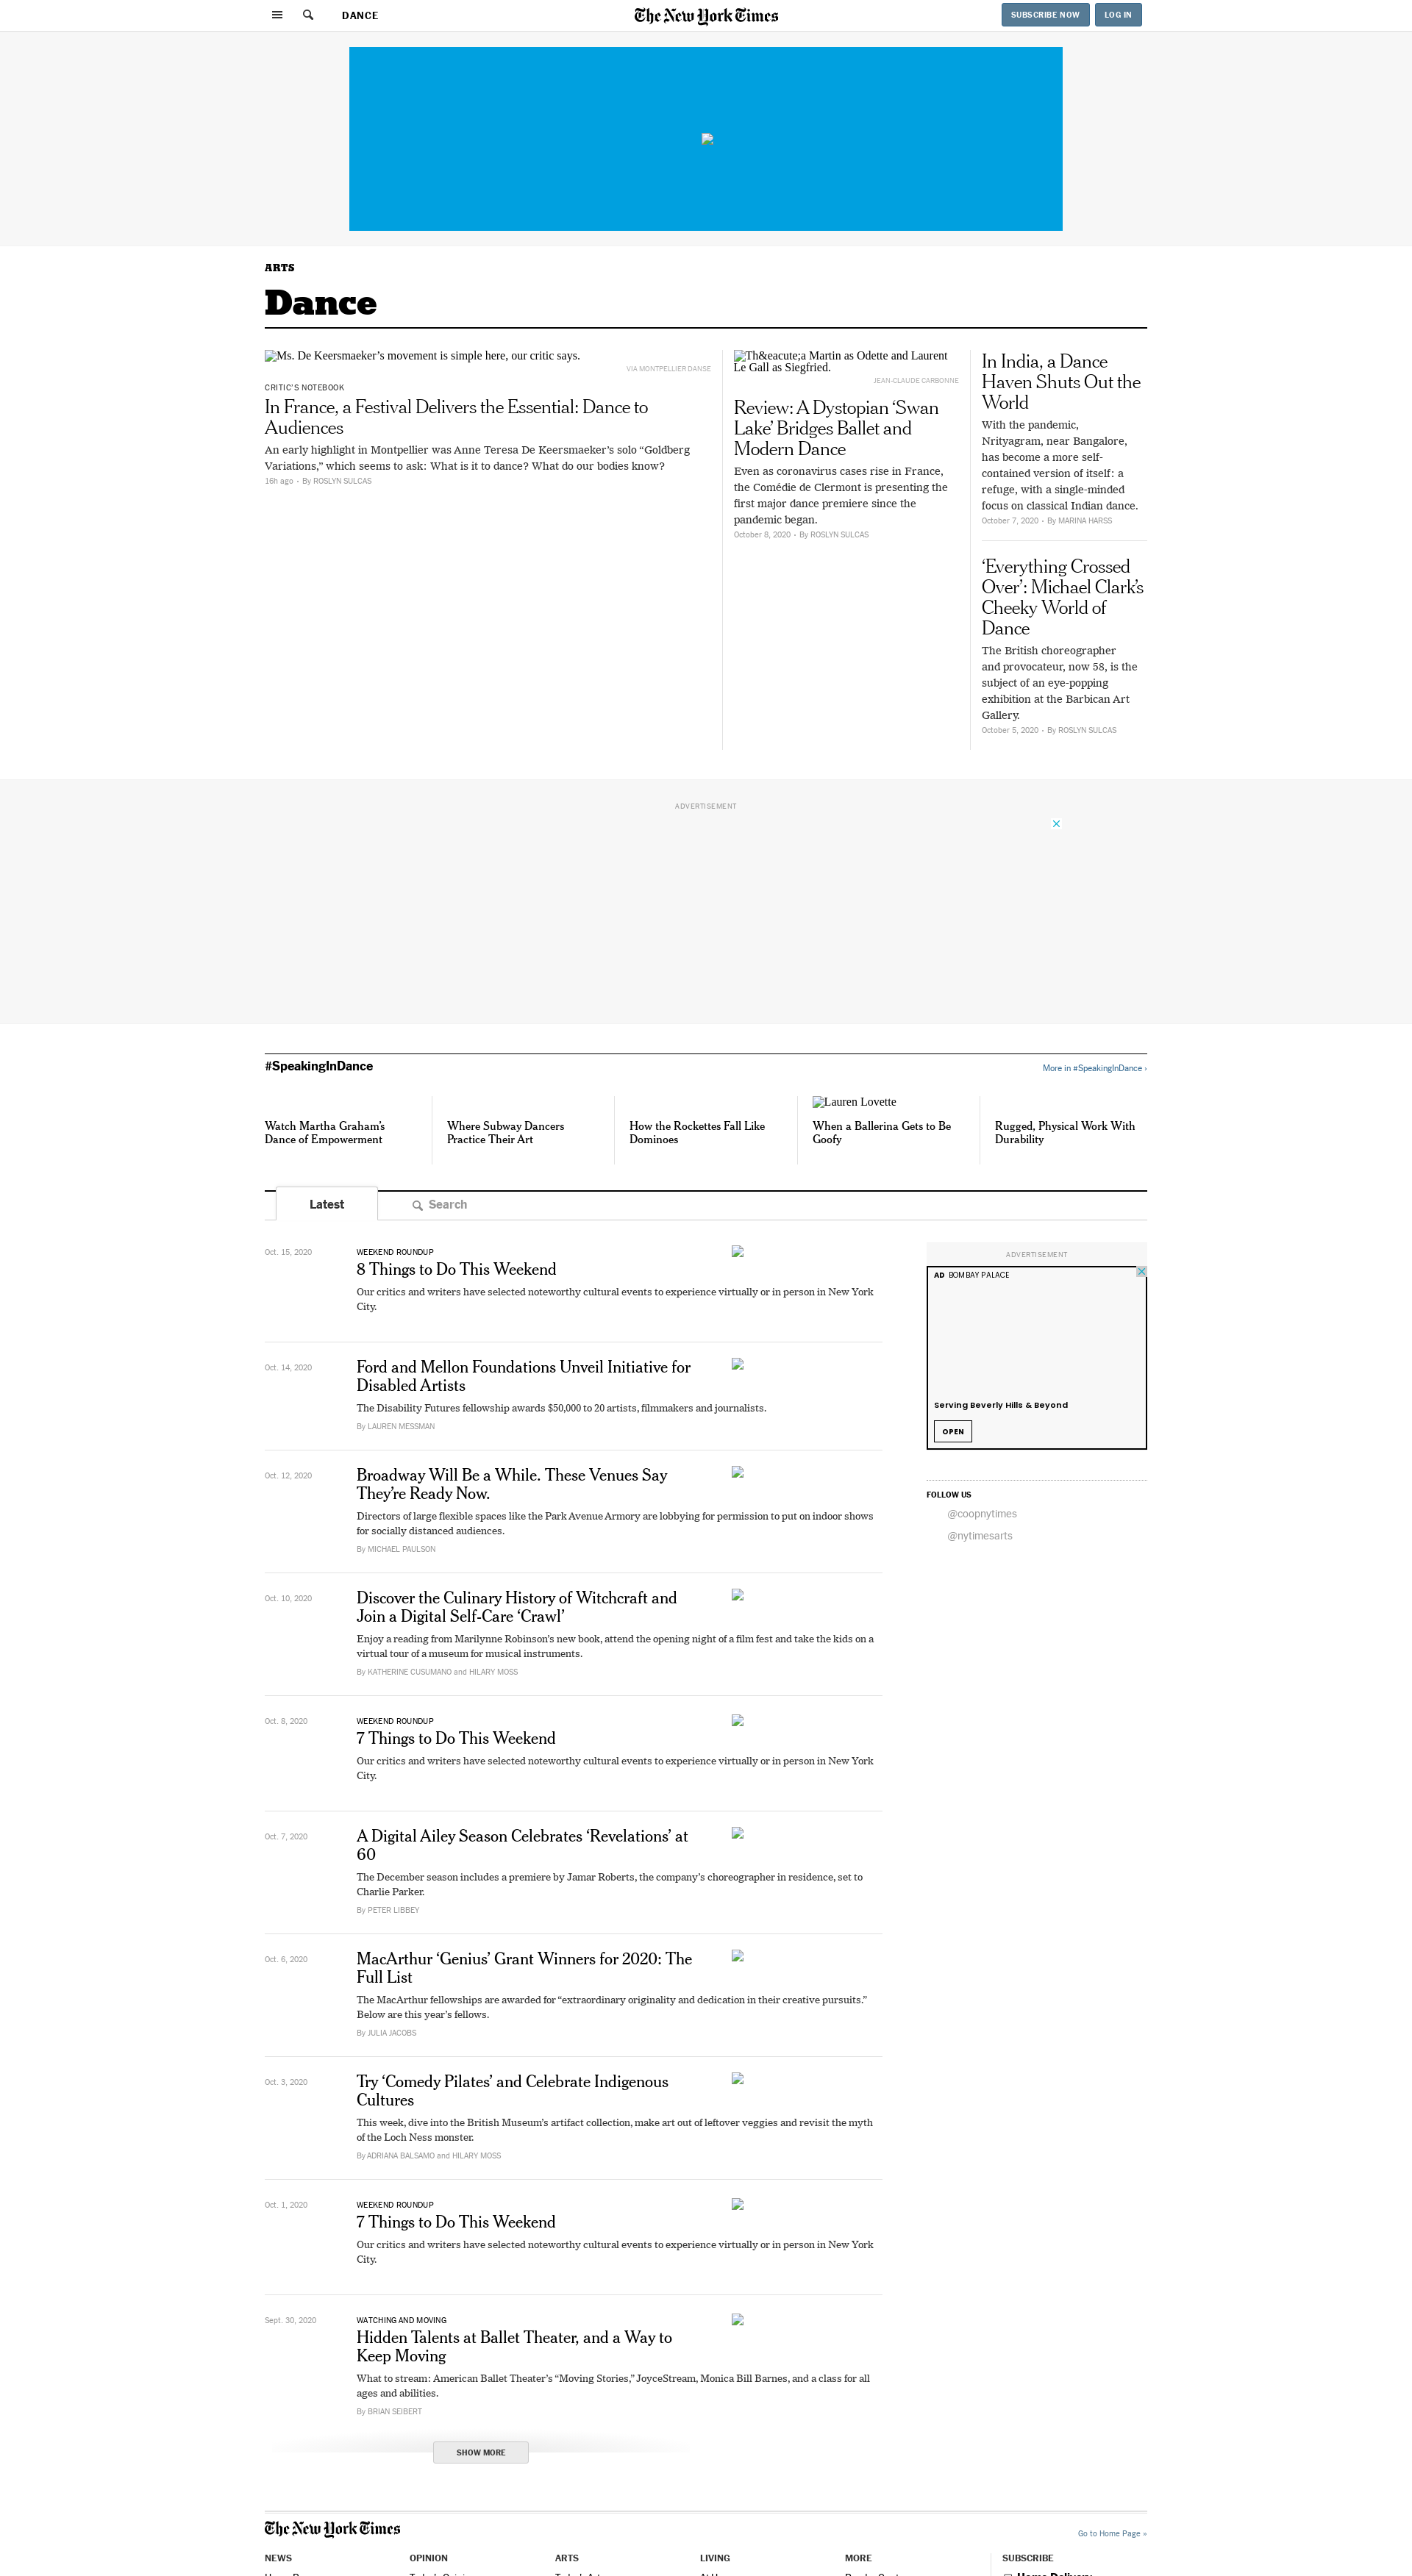 DANCE
The New York Times
SUBSCRIBE NOW
LOG IN
ARTS
Dance
Ms. De Keersmaeker’s movement is simple here, our critic says.
VIA MONTPELLIER DANSE
CRITIC’S NOTEBOOK
In France, a Festival Delivers the Essential: Dance to
Audiences
An early highlight in Montpellier was Anne Teresa De Keersmaeker’s solo “Goldberg
Variations,” which seems to ask: What is it to dance? What do our bodies know?
16h ago • By ROSLYN SULCAS
Th&eacute;a Martin as Odette and Laurent
Le Gall as Siegfried.
JEAN-CLAUDE CARBONNE
Review: A Dystopian ‘Swan
Lake’ Bridges Ballet and
Modern Dance
Even as coronavirus cases rise in France,
the Comédie de Clermont is presenting the
first major dance premiere since the
pandemic began.
October 8, 2020 • By ROSLYN SULCAS
In India, a Dance
Haven Shuts Out the
World
With the pandemic,
Nrityagram, near Bangalore,
has become a more self-
contained version of itself: a
refuge, with a single-minded
focus on classical Indian dance.
October 7, 2020 • By MARINA HARSS
‘Everything Crossed
Over’: Michael Clark’s
Cheeky World of
Dance
The British choreographer
and provocateur, now 58, is the
subject of an eye-popping
exhibition at the Barbican Art
Gallery.
October 5, 2020 • By ROSLYN SULCAS
ADVERTISEMENT
#SpeakingInDance
More in #SpeakingInDance ›
Watch Martha Graham’s
Dance of Empowerment
Where Subway Dancers
Practice Their Art
How the Rockettes Fall Like
Dominoes
Lauren Lovette
When a Ballerina Gets to Be
Goofy
Rugged, Physical Work With
Durability
Latest
Search
Oct. 15, 2020
WEEKEND ROUNDUP
8 Things to Do This Weekend
Our critics and writers have selected noteworthy cultural events to experience virtually or in person in New York
City.
Oct. 14, 2020
Ford and Mellon Foundations Unveil Initiative for
Disabled Artists
The Disability Futures fellowship awards $50,000 to 20 artists, filmmakers and journalists.
By LAUREN MESSMAN
Oct. 12, 2020
Broadway Will Be a While. These Venues Say
They’re Ready Now.
Directors of large flexible spaces like the Park Avenue Armory are lobbying for permission to put on indoor shows
for socially distanced audiences.
By MICHAEL PAULSON
Oct. 10, 2020
Discover the Culinary History of Witchcraft and
Join a Digital Self-Care ‘Crawl’
Enjoy a reading from Marilynne Robinson’s new book, attend the opening night of a film fest and take the kids on a
virtual tour of a museum for musical instruments.
By KATHERINE CUSUMANO and HILARY MOSS
Oct. 8, 2020
WEEKEND ROUNDUP
7 Things to Do This Weekend
Our critics and writers have selected noteworthy cultural events to experience virtually or in person in New York
City.
Oct. 7, 2020
A Digital Ailey Season Celebrates ‘Revelations’ at
60
The December season includes a premiere by Jamar Roberts, the company’s choreographer in residence, set to
Charlie Parker.
By PETER LIBBEY
Oct. 6, 2020
MacArthur ‘Genius’ Grant Winners for 2020: The
Full List
The MacArthur fellowships are awarded for “extraordinary originality and dedication in their creative pursuits.”
Below are this year’s fellows.
By JULIA JACOBS
Oct. 3, 2020
Try ‘Comedy Pilates’ and Celebrate Indigenous
Cultures
This week, dive into the British Museum’s artifact collection, make art out of leftover veggies and revisit the myth
of the Loch Ness monster.
By ADRIANA BALSAMO and HILARY MOSS
Oct. 1, 2020
WEEKEND ROUNDUP
7 Things to Do This Weekend
Our critics and writers have selected noteworthy cultural events to experience virtually or in person in New York
City.
Sept. 30, 2020
WATCHING AND MOVING
Hidden Talents at Ballet Theater, and a Way to
Keep Moving
What to stream: American Ballet Theater’s “Moving Stories,” JoyceStream, Monica Bill Barnes, and a class for all
ages and abilities.
By BRIAN SEIBERT
SHOW MORE
ADVERTISEMENT
AD BOMBAY PALACE
Serving Beverly Hills & Beyond
OPEN
FOLLOW US
@coopnytimes
@nytimesarts
The New York Times
Go to Home Page »
NEWS
OPINION
ARTS
LIVING
MORE
SUBSCRIBE